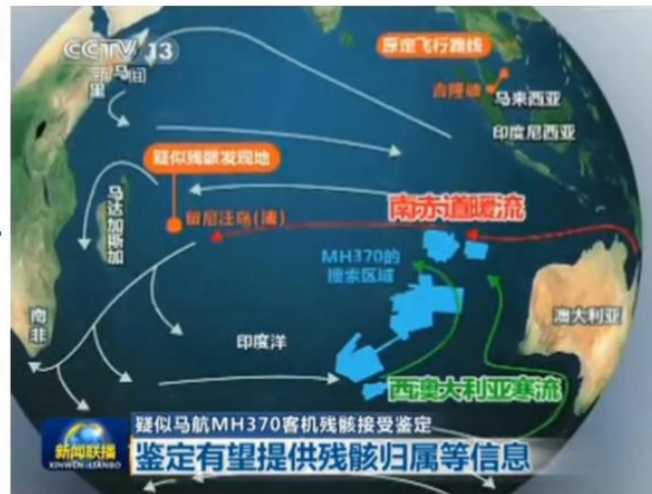 CCTV 13
新闻
原定飞行路线
吉隆坡
马来西亚
印度尼西亚
疑似残骸发现地
留尼汪岛(法)
马达加斯加
南赤道暖流
MH370的
搜索区域
南非
印度洋
澳大利亚
西澳大利亚寒流
疑似马航MH370客机残骸接受鉴定
新闻联播
XINWEN LIANBO
鉴定有望提供残骸归属等信息